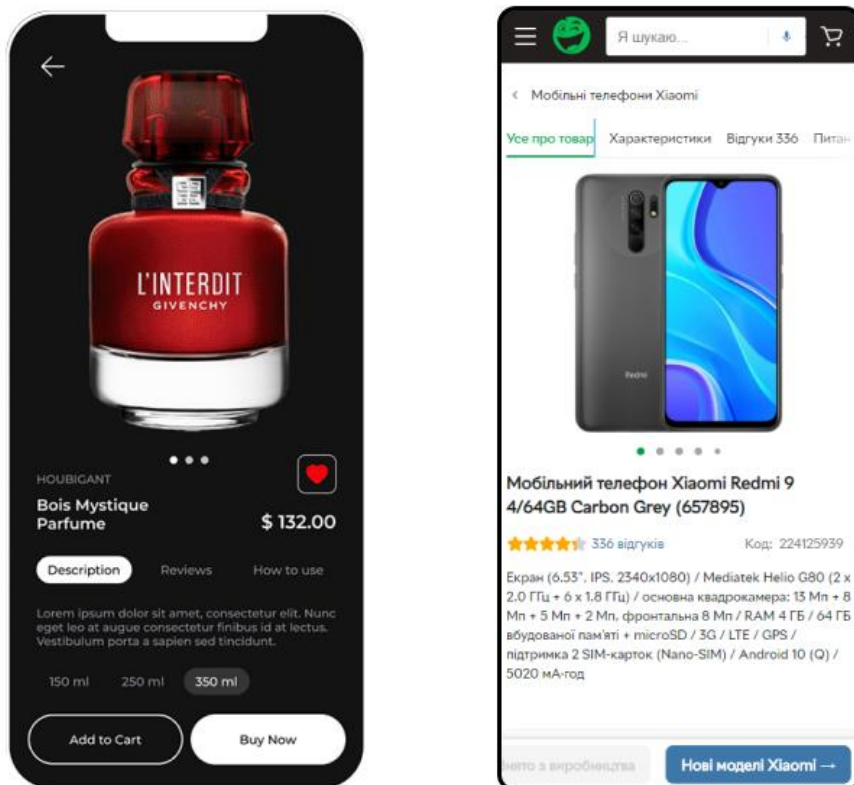 L'INTERDIT
GIVENCHY
HOUBIGANT
Bois Mystique
Parfume
$ 132.00
Description Reviews How to use
Lorem ipsum dolor sit amet, consectetur elit. Nunc
eget leo at augue consectetur finibus id at lectus.
Vestibulum porta a sapien sed tincidunt.
150 ml 250 ml 350 ml
Add to Cart Buy Now
Я шукаю...
Мобільні телефони Xiaomi
Усе про товар Характеристики Відгуки 336 Питан
Redmi
Мобільний телефон Xiaomi Redmi 9
4/64GB Carbon Grey (657895)
336 відгуків Код: 224125939
Екран (6.53", IPS, 2340x1080) / Mediatek Helio G80 (2 x
2.0 ГГц + 6 x 1.8 ГГц) / основна квадрокамера: 13 Мп + 8
Мп + 5 Мп + 2 Мп, фронтальна 8 Мп / RAM 4 ГБ / 64 ГБ
вбудованої пам'яті + microSD / 3G / LTE / GPS /
підтримка 2 SIM-карток (Nano-SIM) / Android 10 (Q) /
5020 мА·год
з виробництва Нові моделі Xiaomi →